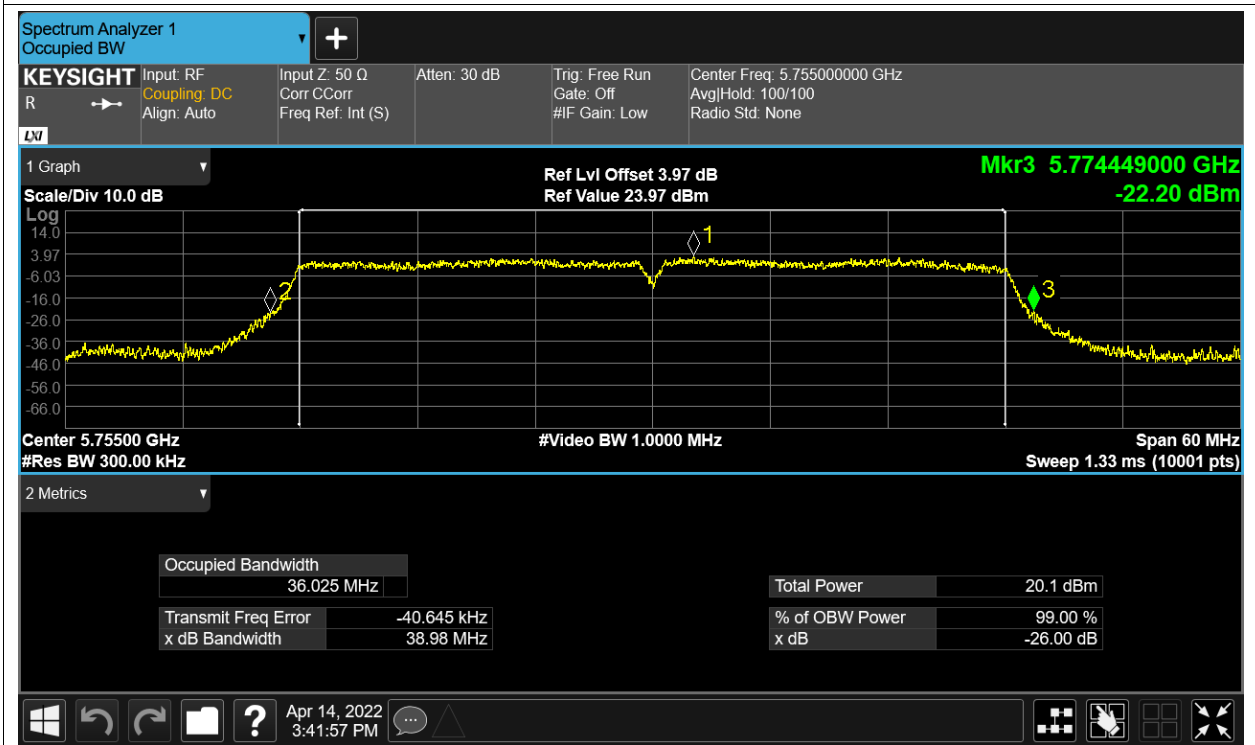 Spectrum Analyzer 1
Occupied BW
KEYSIGHT
R
LXI
Input: RF
Coupling: DC
Align: Auto
Input Z: 50 Ω
Corr CCorr
Freq Ref: Int (S)
Atten: 30 dB
Trig: Free Run
Gate: Off
#IF Gain: Low
Center Freq: 5.755000000 GHz
Avg|Hold: 100/100
Radio Std: None
1 Graph
Scale/Div 10.0 dB
Ref Lvl Offset 3.97 dB
Ref Value 23.97 dBm
Mkr3 5.774449000 GHz
-22.20 dBm
Log
14.0
3.97
-6.03
-16.0
-26.0
-36.0
-46.0
-56.0
-66.0
1
2
3
Center 5.75500 GHz
#Video BW 1.0000 MHz
Span 60 MHz
#Res BW 300.00 kHz
Sweep 1.33 ms (10001 pts)
2 Metrics
Occupied Bandwidth
36.025 MHz
Total Power 20.1 dBm
Transmit Freq Error -40.645 kHz
% of OBW Power 99.00 %
x dB Bandwidth 38.98 MHz
x dB -26.00 dB
?
Apr 14, 2022
3:41:57 PM